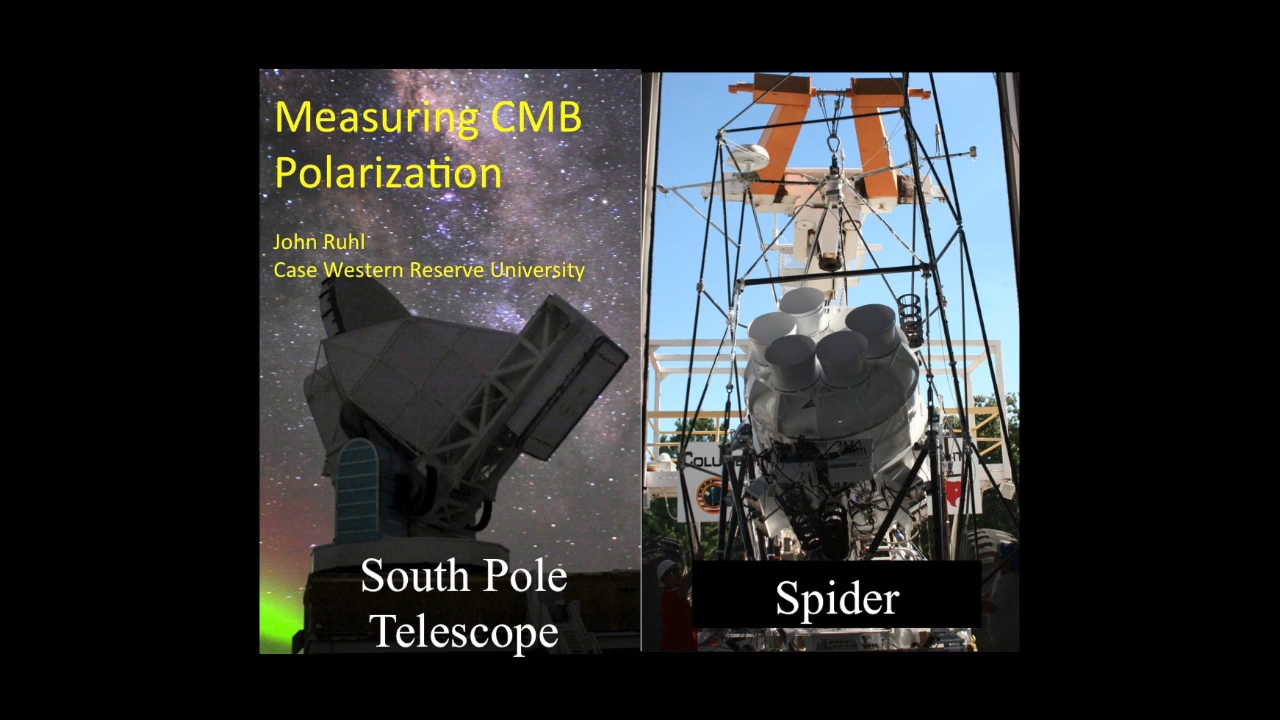 Measuring CMB
Polarization
John Ruhl
Case Western Reserve University
South Pole
Telescope
Spider